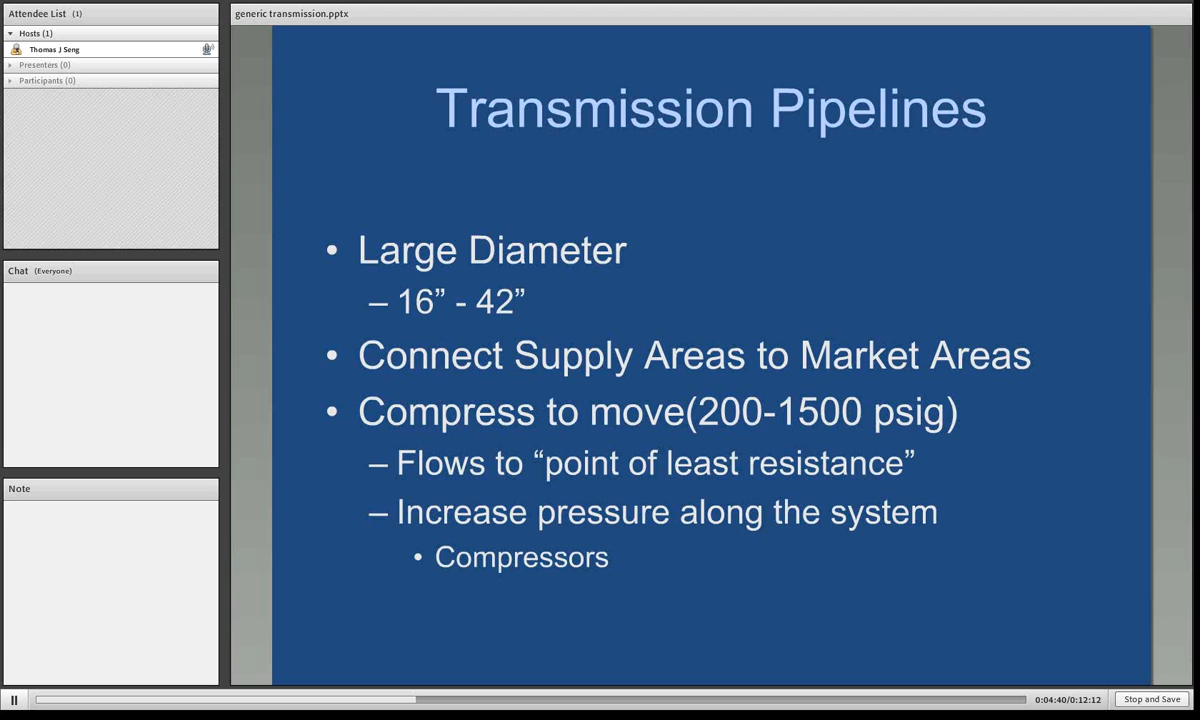 Attendee List (1)
Hosts (1)
Thomas J Seng
Presenters (0)
Participants (0)
Chat (Everyone)
Note
generic transmission.pptx
Transmission Pipelines
• Large Diameter
– 16” - 42”
• Connect Supply Areas to Market Areas
• Compress to move(200-1500 psig)
– Flows to “point of least resistance”
– Increase pressure along the system
• Compressors
0:04:40/0:12:12
Stop and Save